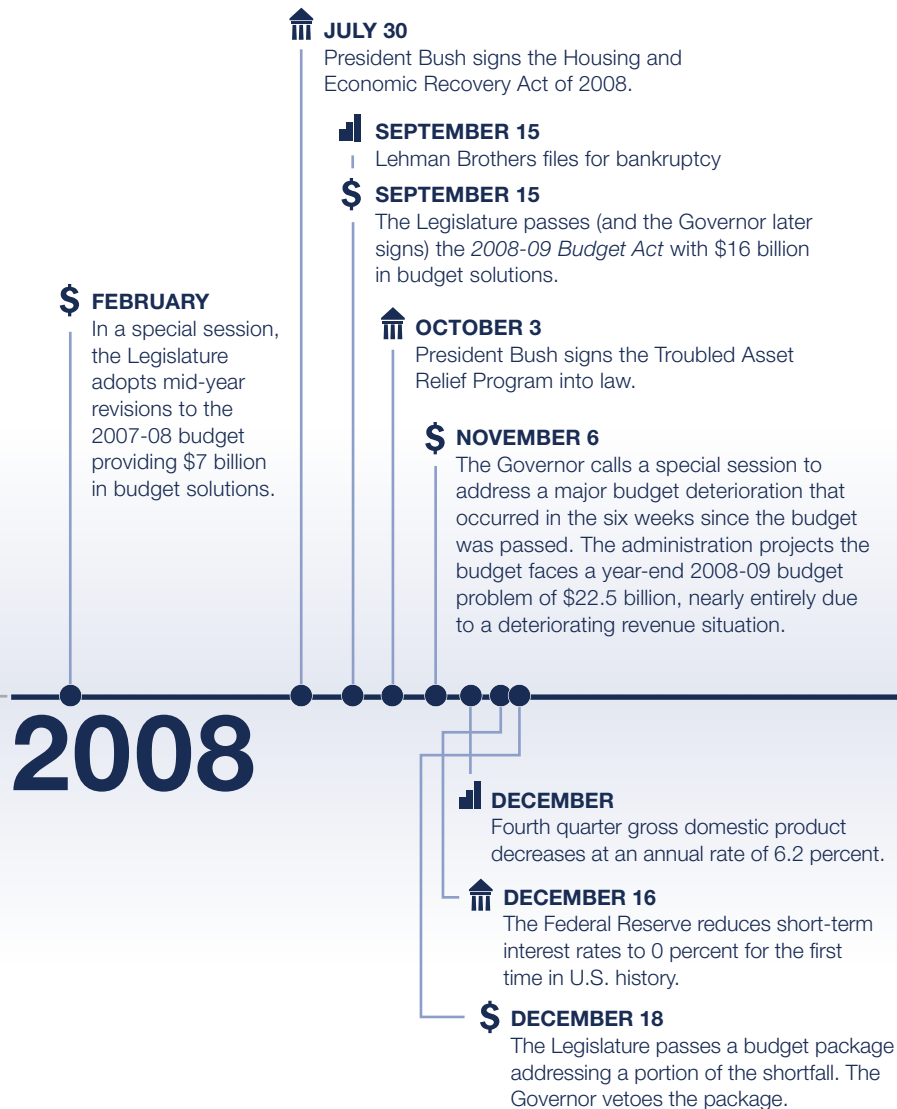 JULY 30
President Bush signs the Housing and
Economic Recovery Act of 2008.
SEPTEMBER 15
Lehman Brothers files for bankruptcy
SEPTEMBER 15
The Legislature passes (and the Governor later
signs) the 2008-09 Budget Act with $16 billion
in budget solutions.
FEBRUARY
In a special session,
the Legislature
adopts mid-year
revisions to the
2007-08 budget
providing $7 billion
in budget solutions.
OCTOBER 3
President Bush signs the Troubled Asset
Relief Program into law.
NOVEMBER 6
The Governor calls a special session to
address a major budget deterioration that
occurred in the six weeks since the budget
was passed. The administration projects the
budget faces a year-end 2008-09 budget
problem of $22.5 billion, nearly entirely due
to a deteriorating revenue situation.
2008
DECEMBER
Fourth quarter gross domestic product
decreases at an annual rate of 6.2 percent.
DECEMBER 16
The Federal Reserve reduces short-term
interest rates to 0 percent for the first
time in U.S. history.
DECEMBER 18
The Legislature passes a budget package
addressing a portion of the shortfall. The
Governor vetoes the package.